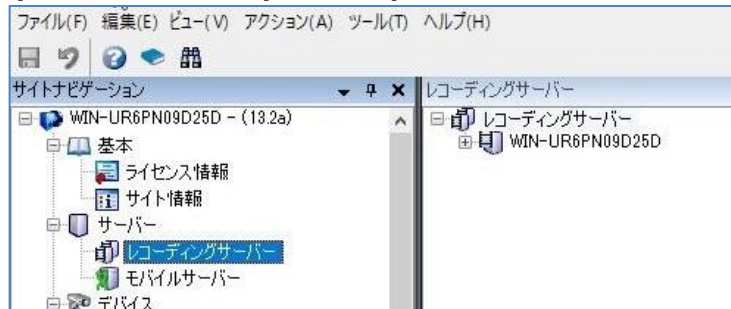 ファイル(F) 編集(E) ビュー(V) アクション(A) ツール(T) ヘルプ(H)
サイトナビゲーション
WIN-UR6PN09D25D - (13.2a)
基本
ライセンス情報
サイト情報
サーバー
レコーディングサーバー
モバイルサーバー
デバイス
レコーディングサーバー
レコーディングサーバー
WIN-UR6PN09D25D